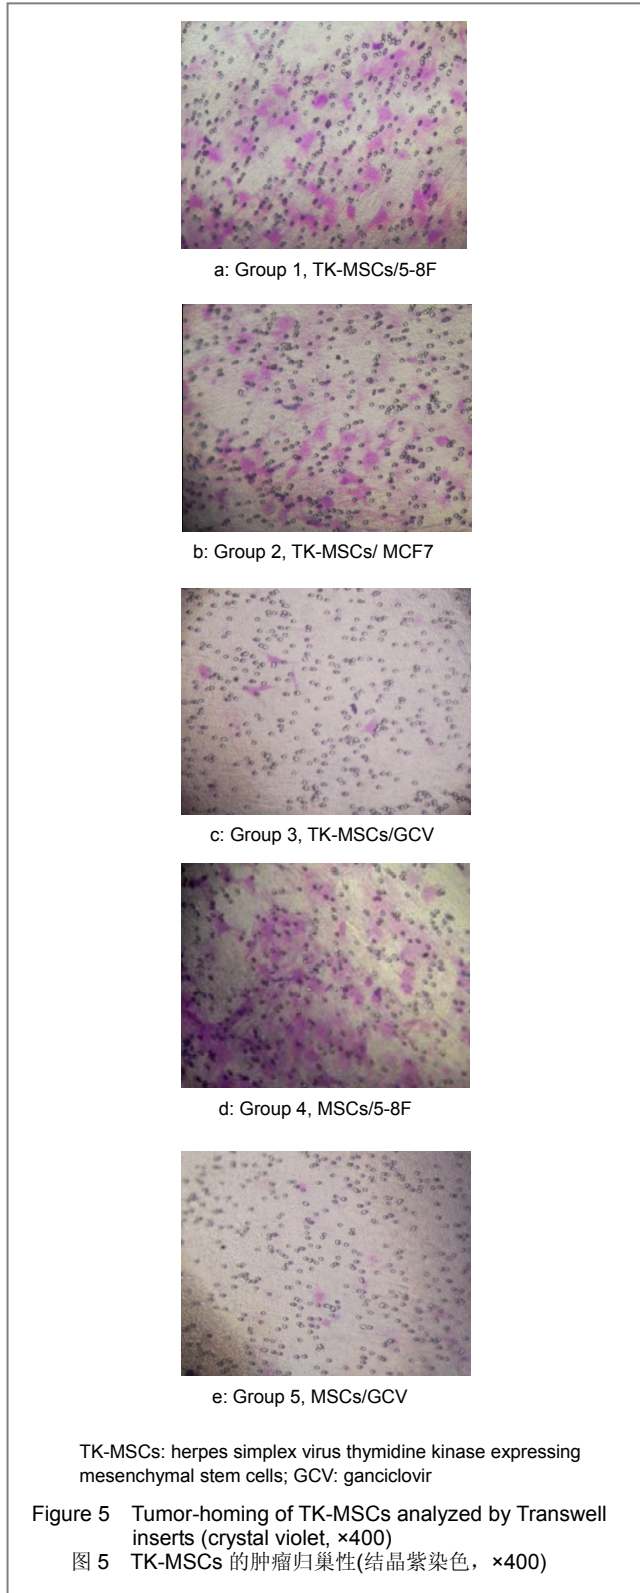 a: Group 1, TK-MSCs/5-8F
b: Group 2, TK-MSCs/ MCF7
c: Group 3, TK-MSCs/GCV
d: Group 4, MSCs/5-8F
e: Group 5, MSCs/GCV
TK-MSCs: herpes simplex virus thymidine kinase expressing
mesenchymal stem cells; GCV: ganciclovir
Figure 5 Tumor-homing of TK-MSCs analyzed by Transwell
inserts (crystal violet, ×400)
图 5 TK-MSCs 的肿瘤归巢性(结晶紫染色，×400)